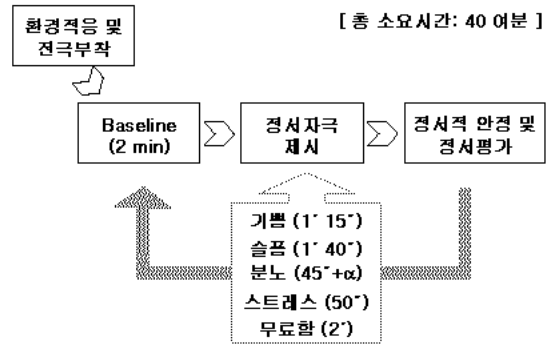 환경적응 및
전극부착
[ 총 소요시간: 40 여분 ]
Baseline
(2 min)
정서자극
제시
정서적 안정 및
정서평가
기쁨 (1´ 15˝)
슬픔 (1´ 40˝)
분노 (45˝+α)
스트레스 (50˝)
무료함 (2˝)